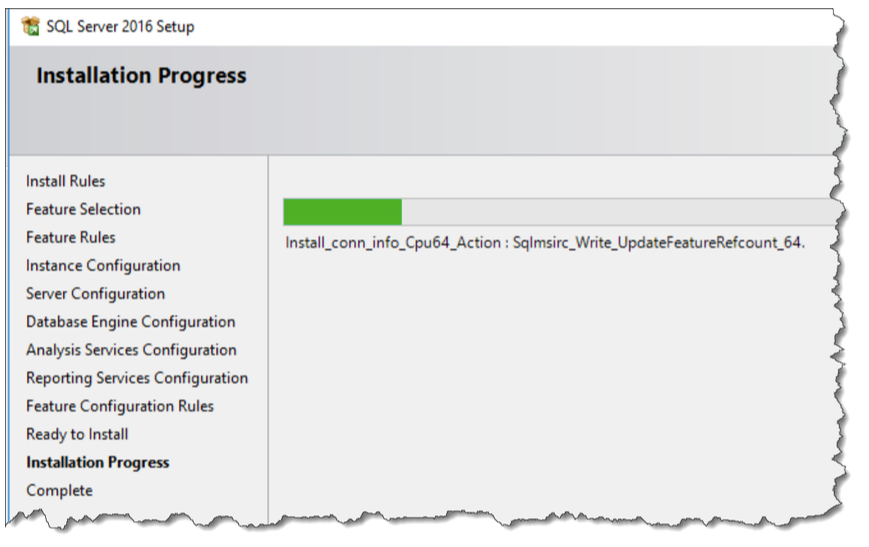 SQL Server 2016 Setup
Installation Progress
Install Rules
Feature Selection
Feature Rules
Instance Configuration
Server Configuration
Database Engine Configuration
Analysis Services Configuration
Reporting Services Configuration
Feature Configuration Rules
Ready to Install
Installation Progress
Complete
Install_conn_info_Cpu64_Action : Sqlmsirc_Write_UpdateFeatureRefcount_64.